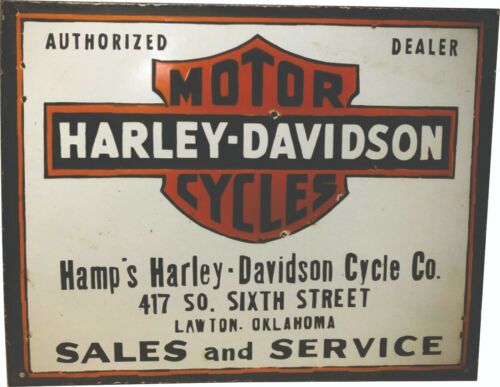 AUTHORIZED DEALER
MOTOR
HARLEY-DAVIDSON
CYCLES
Hamp's Harley-Davidson Cycle Co.
417 SO. SIXTH STREET
LAWTON. OKLAHOMA
SALES and SERVICE